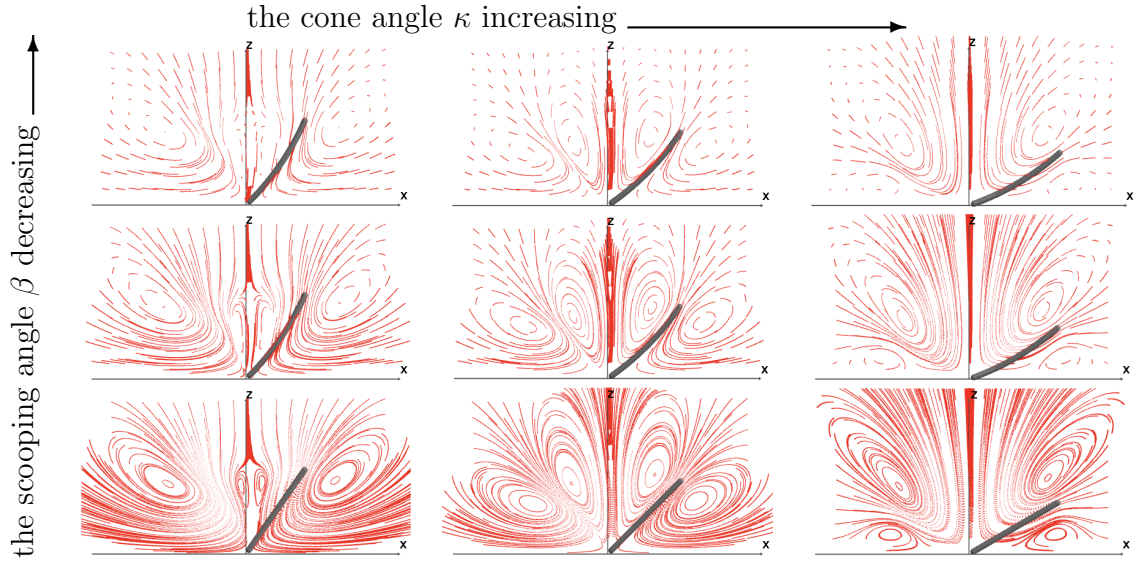 the cone angle κ increasing
the scooping angle β decreasing
z
x
z
x
z
x
z
x
z
x
z
x
z
x
z
x
z
x